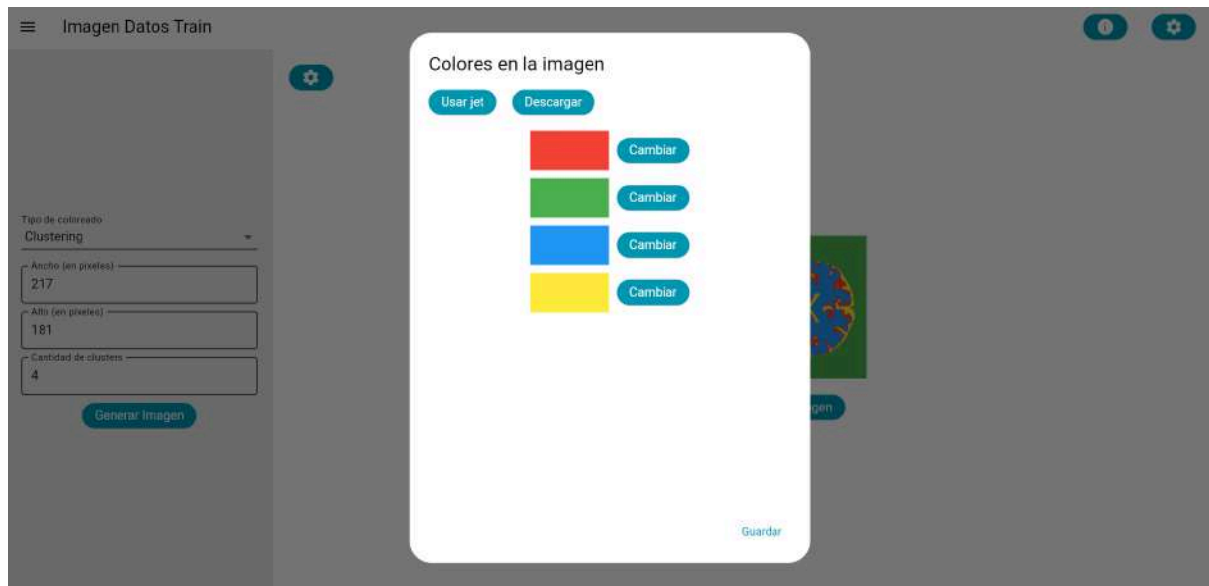 Imagen Datos Train
Colores en la imagen
Usar jet
Descargar
Cambiar
Cambiar
Cambiar
Cambiar
Guardar
Tipo de coloreado
Clustering
Ancho (en pixeles)
217
Alto (en pixeles)
181
Cantidad de clusters
4
Generar Imagen
gen